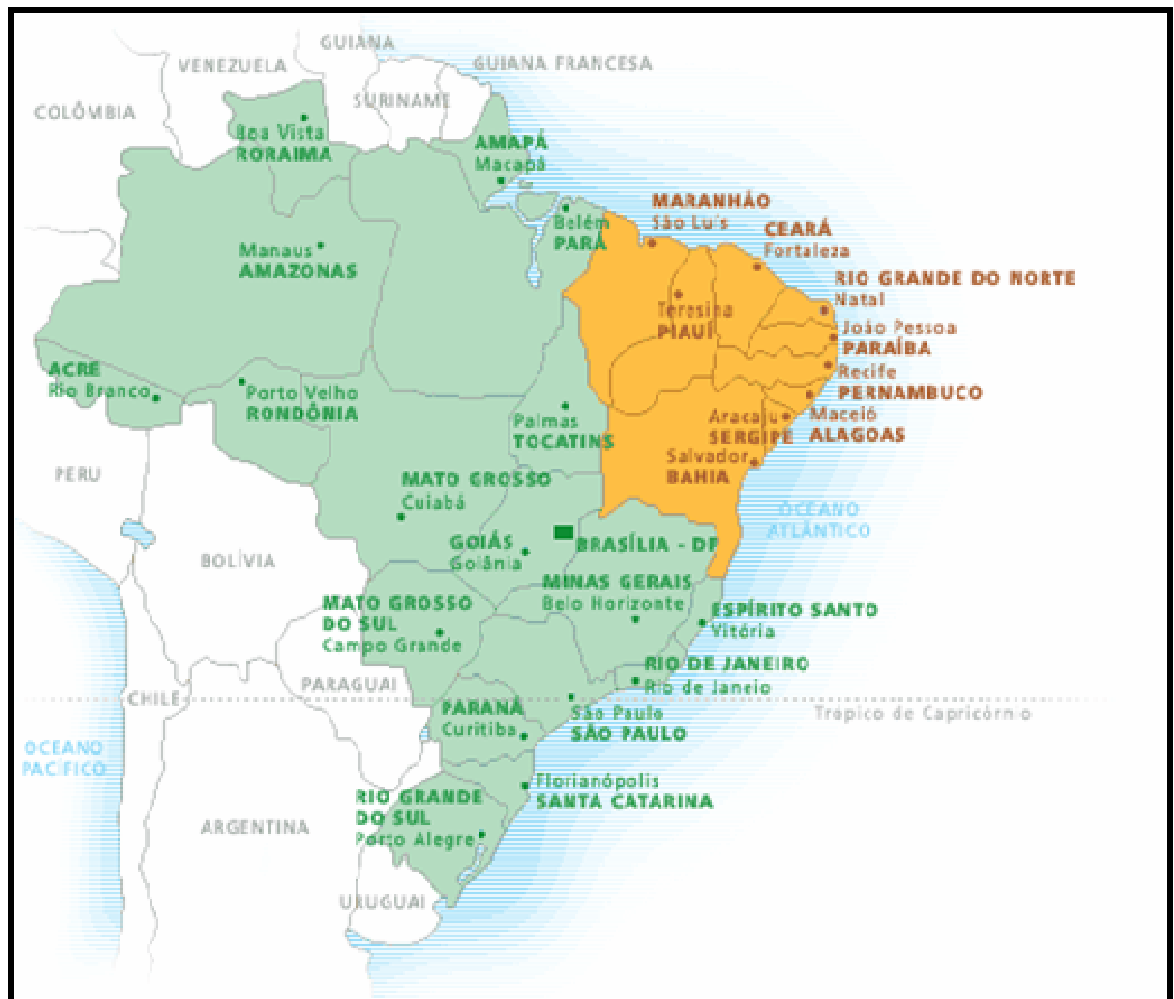 GUIANA
VENEZUELA
GUIANA FRANCESA
SURINAME
COLÔMBIA
Boa Vista
RORAIMA
AMAPÁ
Macapá
MARANHÃO
São Luís
Belém
PARÁ
CEARÁ
Fortaleza
Manaus
AMAZONAS
RIO GRANDE DO NORTE
Natal
Teresina
PIAUÍ
João Pessoa
PARAÍBA
ACRE
Rio Branco
Recife
PERNAMBUCO
Porto Velho
RONDÔNIA
Palmas
TOCATINS
Aracaju
SERGIPE
Maceió
ALAGOAS
Salvador
BAHIA
PERU
MATO GROSSO
Cuiabá
OCEANO
ATLÂNTICO
GOIÁS
Goiânia
BRASÍLIA - DF
BOLÍVIA
MINAS GERAIS
Belo Horizonte
MATO GROSSO
DO SUL
Campo Grande
ESPÍRITO SANTO
Vitória
RIO DE JANEIRO
Rio de Janeio
PARAGUAI
CHILE
PARANÁ
Curitiba
São Paulo
SÃO PAULO
Tropico de Capricórnio
OCEANO
PACÍFICO
Florianópolis
SANTA CATARINA
RIO GRANDE
DO SUL
Porto Alegre
ARGENTINA
URUGUAI